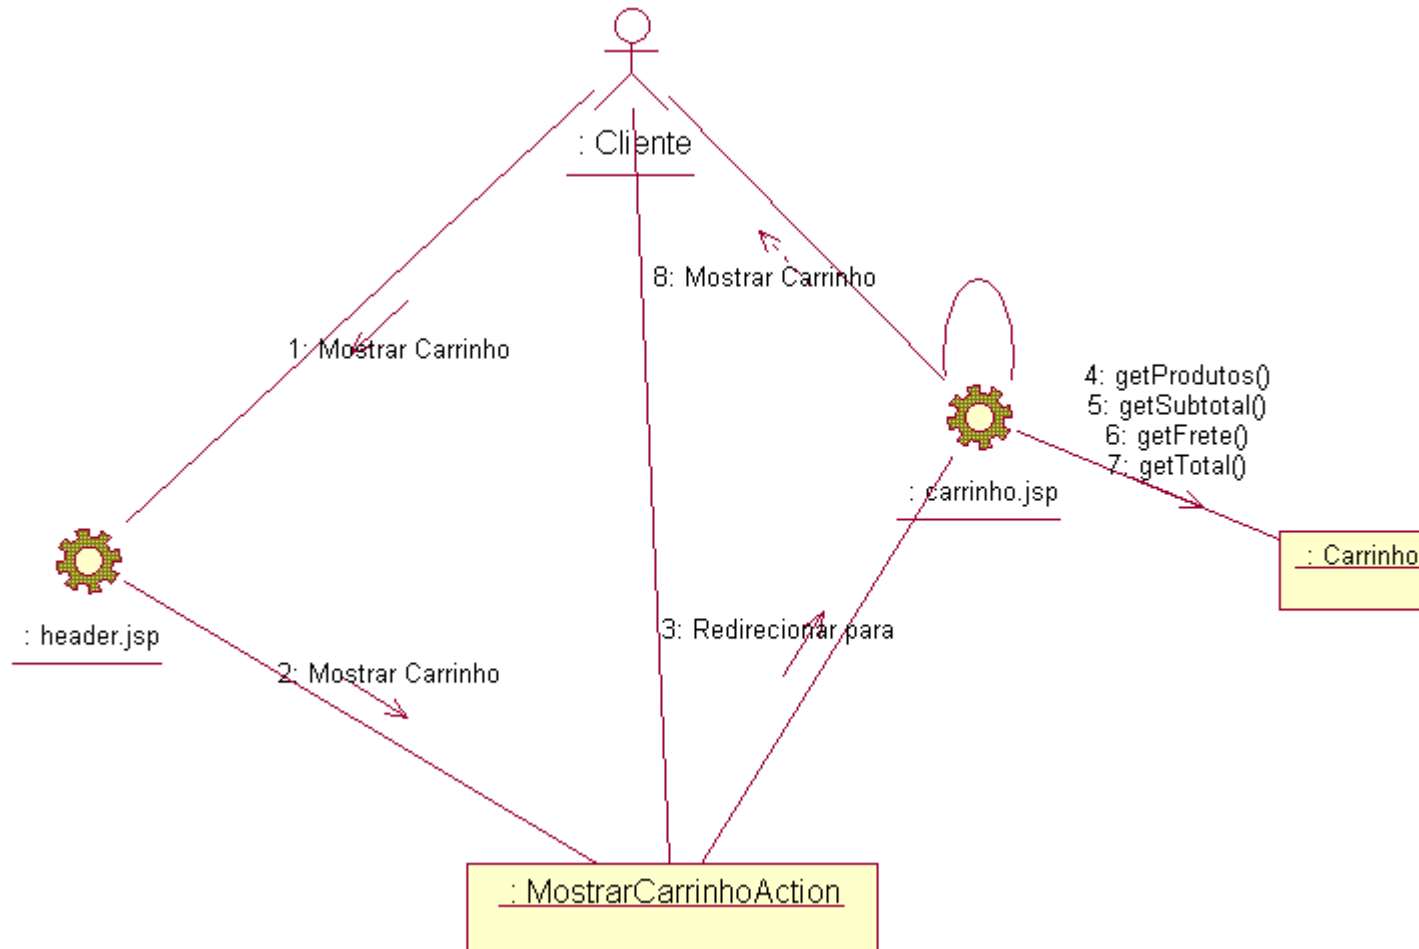 : Cliente
8: Mostrar Carrinho
1: Mostrar Carrinho
4: getProdutos()
5: getSubtotal()
6: getFrete()
7: getTotal()
: carrinho.jsp
: Carrinho
: header.jsp
3: Redirecionar para
2: Mostrar Carrinho
: MostrarCarrinhoAction